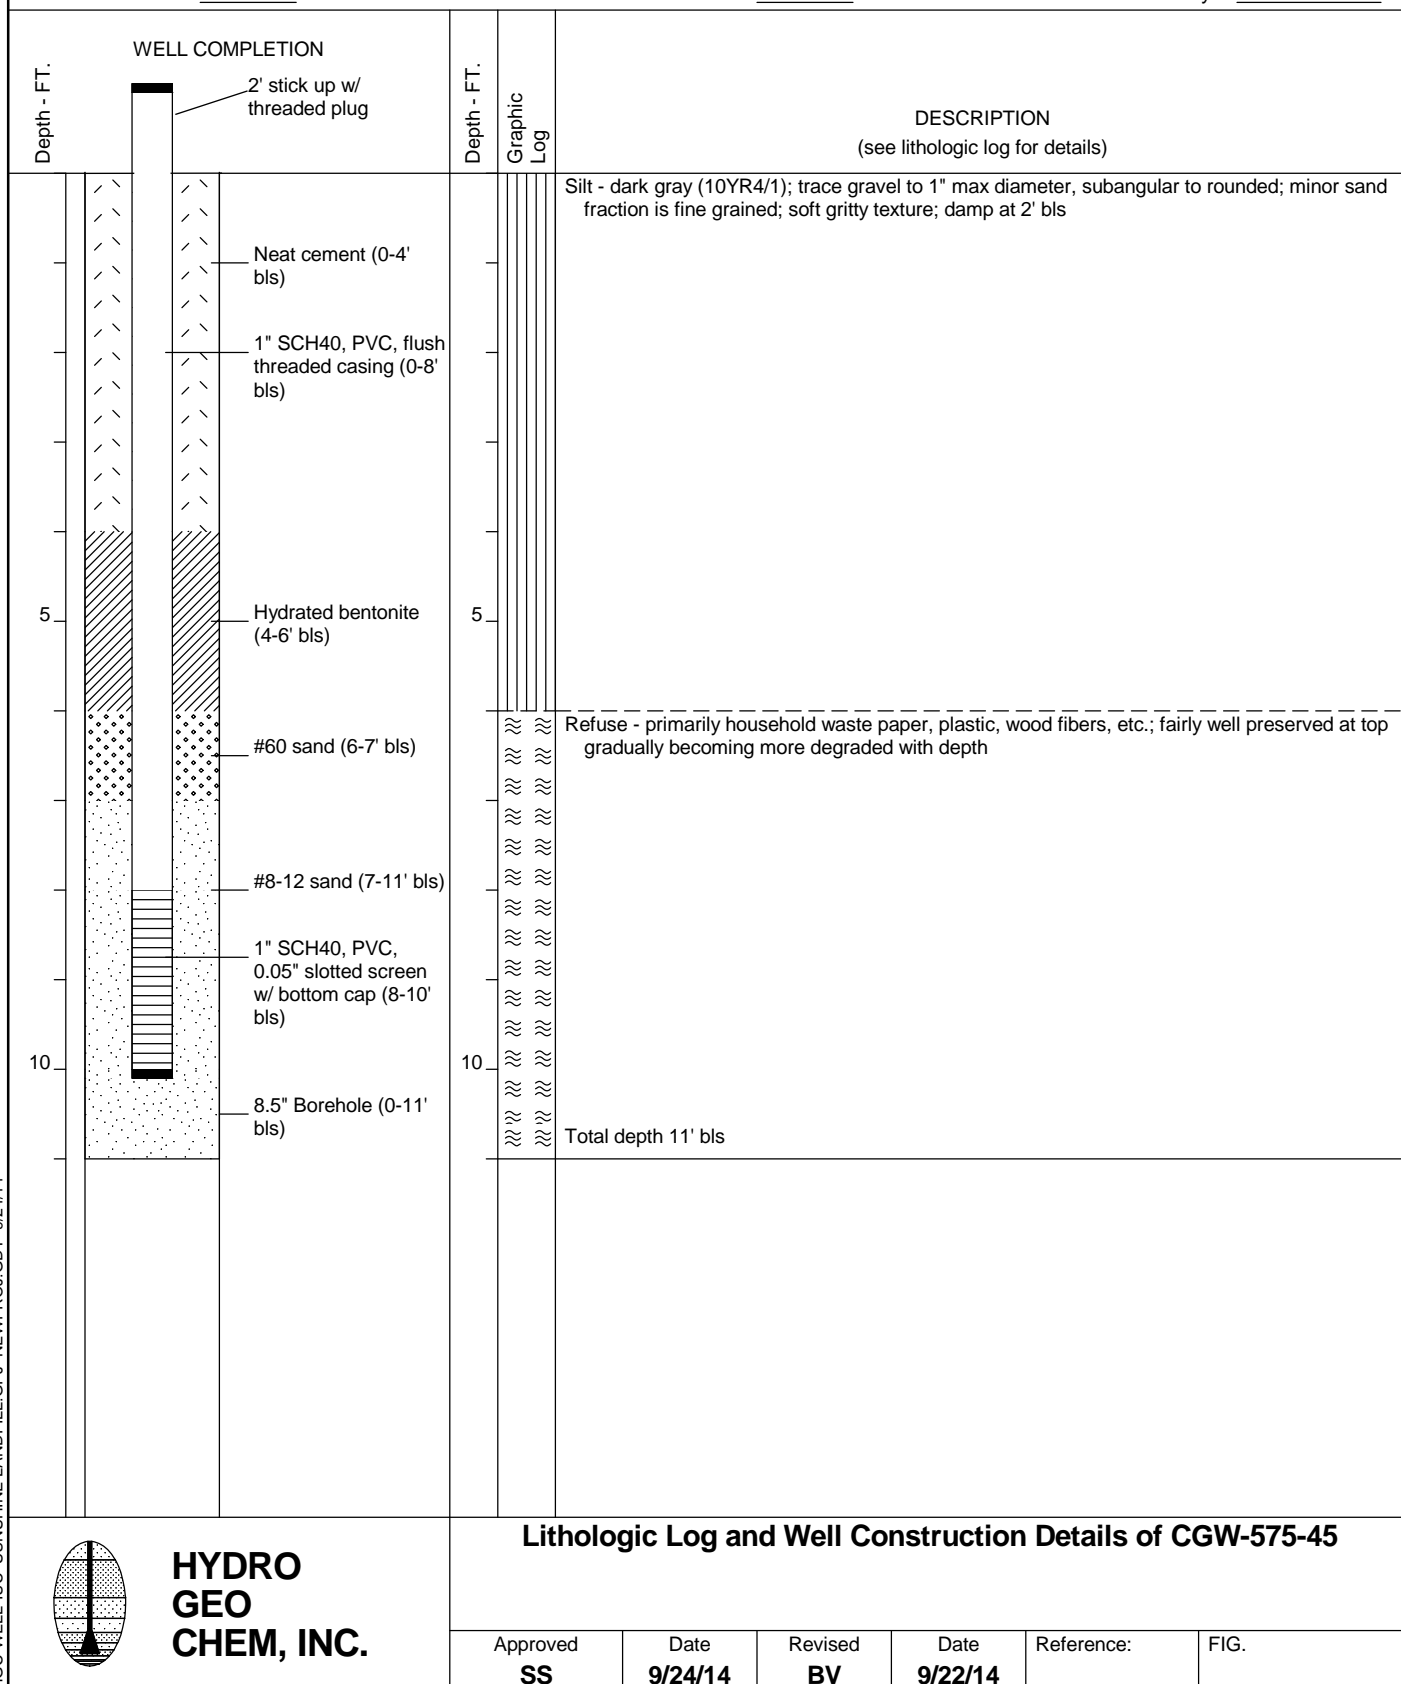 WELL COMPLETION
Depth - FT.
2' stick up w/
threaded plug
Depth - FT.
Graphic
Log
DESCRIPTION
(see lithologic log for details)
Silt - dark gray (10YR4/1); trace gravel to 1" max diameter, subangular to rounded; minor sand
fraction is fine grained; soft gritty texture; damp at 2' bls
Neat cement (0-4'
bls)
1" SCH40, PVC, flush
threaded casing (0-8'
bls)
5
Hydrated bentonite
(4-6' bls)
5
Refuse - primarily household waste paper, plastic, wood fibers, etc.; fairly well preserved at top
gradually becoming more degraded with depth
#60 sand (6-7' bls)
#8-12 sand (7-11' bls)
1" SCH40, PVC,
0.05" slotted screen
w/ bottom cap (8-10'
bls)
10
10
8.5" Borehole (0-11'
bls)
Total depth 11' bls
HYDRO
GEO
CHEM, INC.
Lithologic Log and Well Construction Details of CGW-575-45
Approved
SS
Date
9/24/14
Revised
BV
Date
9/22/14
Reference:
FIG.